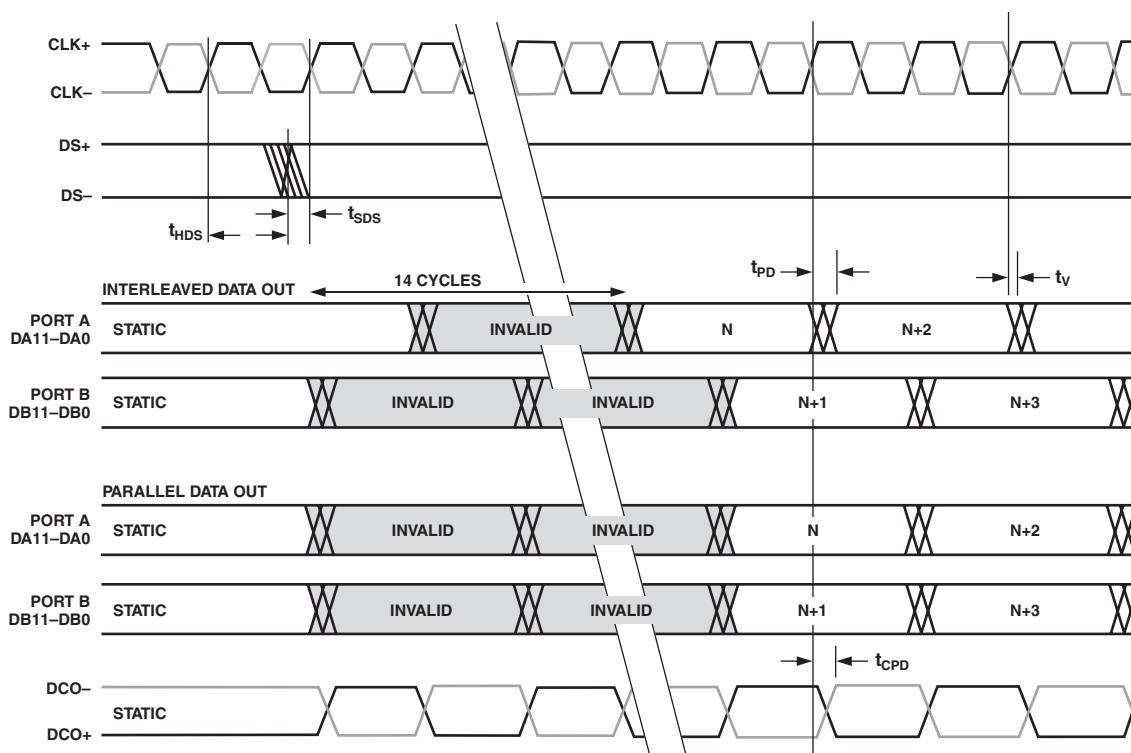 CLK+
CLK–
DS+
DS–
tHDS
tSDS
tPD
tV
INTERLEAVED DATA OUT
14 CYCLES
PORT A
DA11–DA0
STATIC
INVALID
N
N+2
PORT B
DB11–DB0
STATIC
INVALID
INVALID
N+1
N+3
PARALLEL DATA OUT
PORT A
DA11–DA0
STATIC
INVALID
INVALID
N
N+2
PORT B
DB11–DB0
STATIC
INVALID
INVALID
N+1
N+3
tCPD
DCO–
STATIC
DCO+